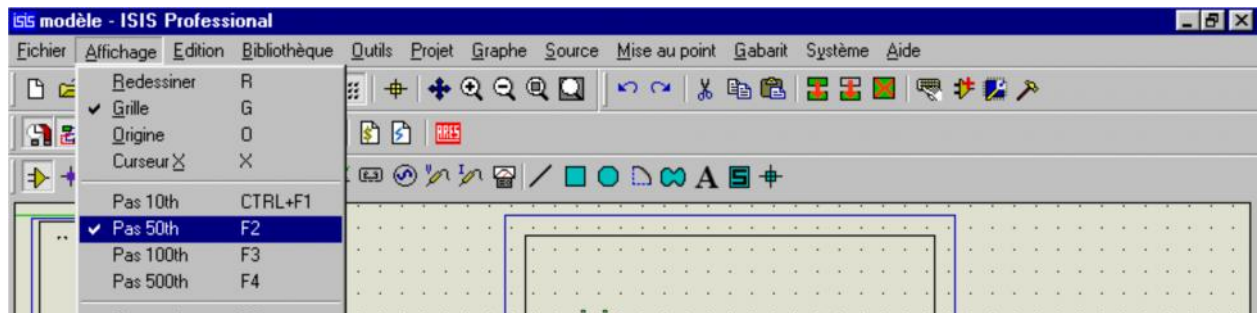 isis modèle - ISIS Professional
Fichier Affichage Edition Bibliothèque Outils Projet Graphe Source Mise au point Gabarit Système Aide
Redessiner R
Grille G
Origine O
Curseur X X
ARES
A
Pas 10th CTRL+F1
Pas 50th F2
Pas 100th F3
Pas 500th F4